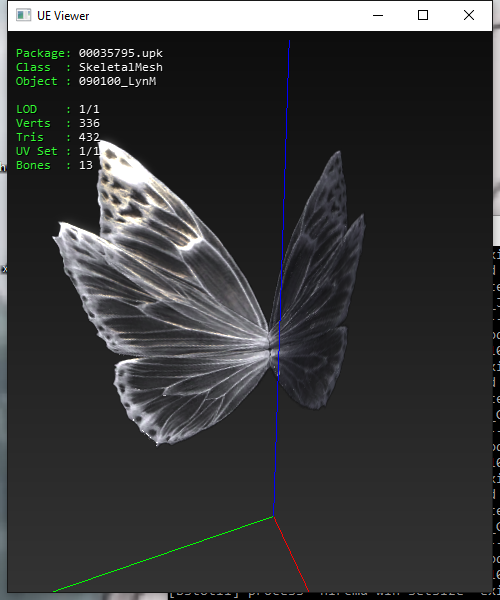 UE Viewer
Package: 00035795.upk
Class : SkeletalMesh
Object : 090100_LynM
LOD : 1/1
Verts : 336
Tris : 432
UV Set : 1/1
Bones : 13